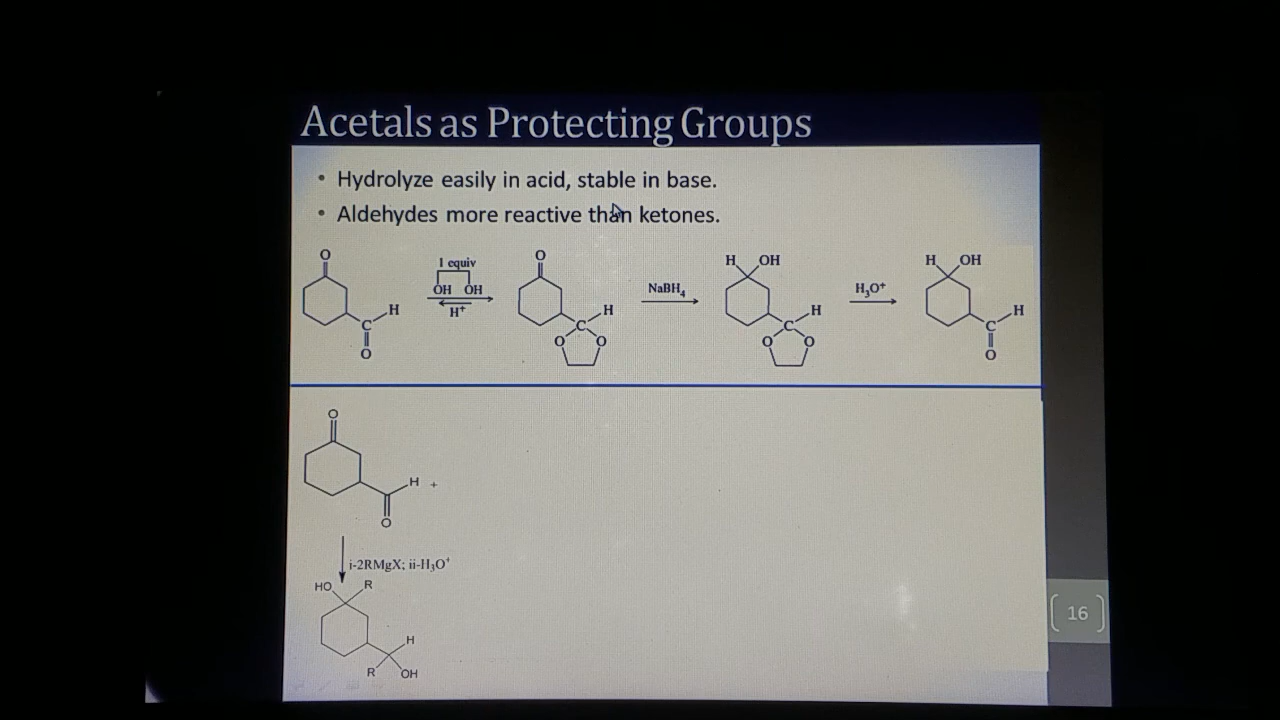 Acetals as Protecting Groups
• Hydrolyze easily in acid, stable in base.
• Aldehydes more reactive than ketones.
O
C
H
O
1 equiv
OH OH
H⁺
O
C
H
O O
NaBH₄
H OH
C
H
O O
H₃O⁺
H OH
C
H
O
O
H +
O
i-2RMgX; ii-H₃O⁺
HO R
H
R OH
16